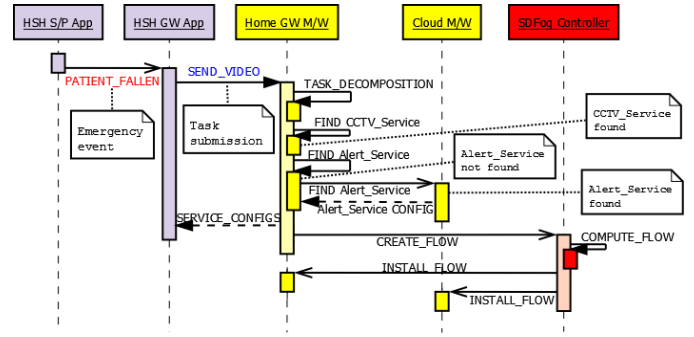 HSH S/P App
HSH GW App
Home GW M/W
Cloud M/W
SDFog Controller
PATIENT_FALLEN
SEND_VIDEO
TASK_DECOMPOSITION
Emergency
event
Task
submission
FIND CCTV_Service
CCTV_Service
found
FIND Alert_Service
Alert_Service
not found
FIND Alert_Service
Alert_Service
found
Alert_Service CONFIG
SERVICE_CONFIGS
CREATE_FLOW
COMPUTE_FLOW
INSTALL_FLOW
INSTALL_FLOW